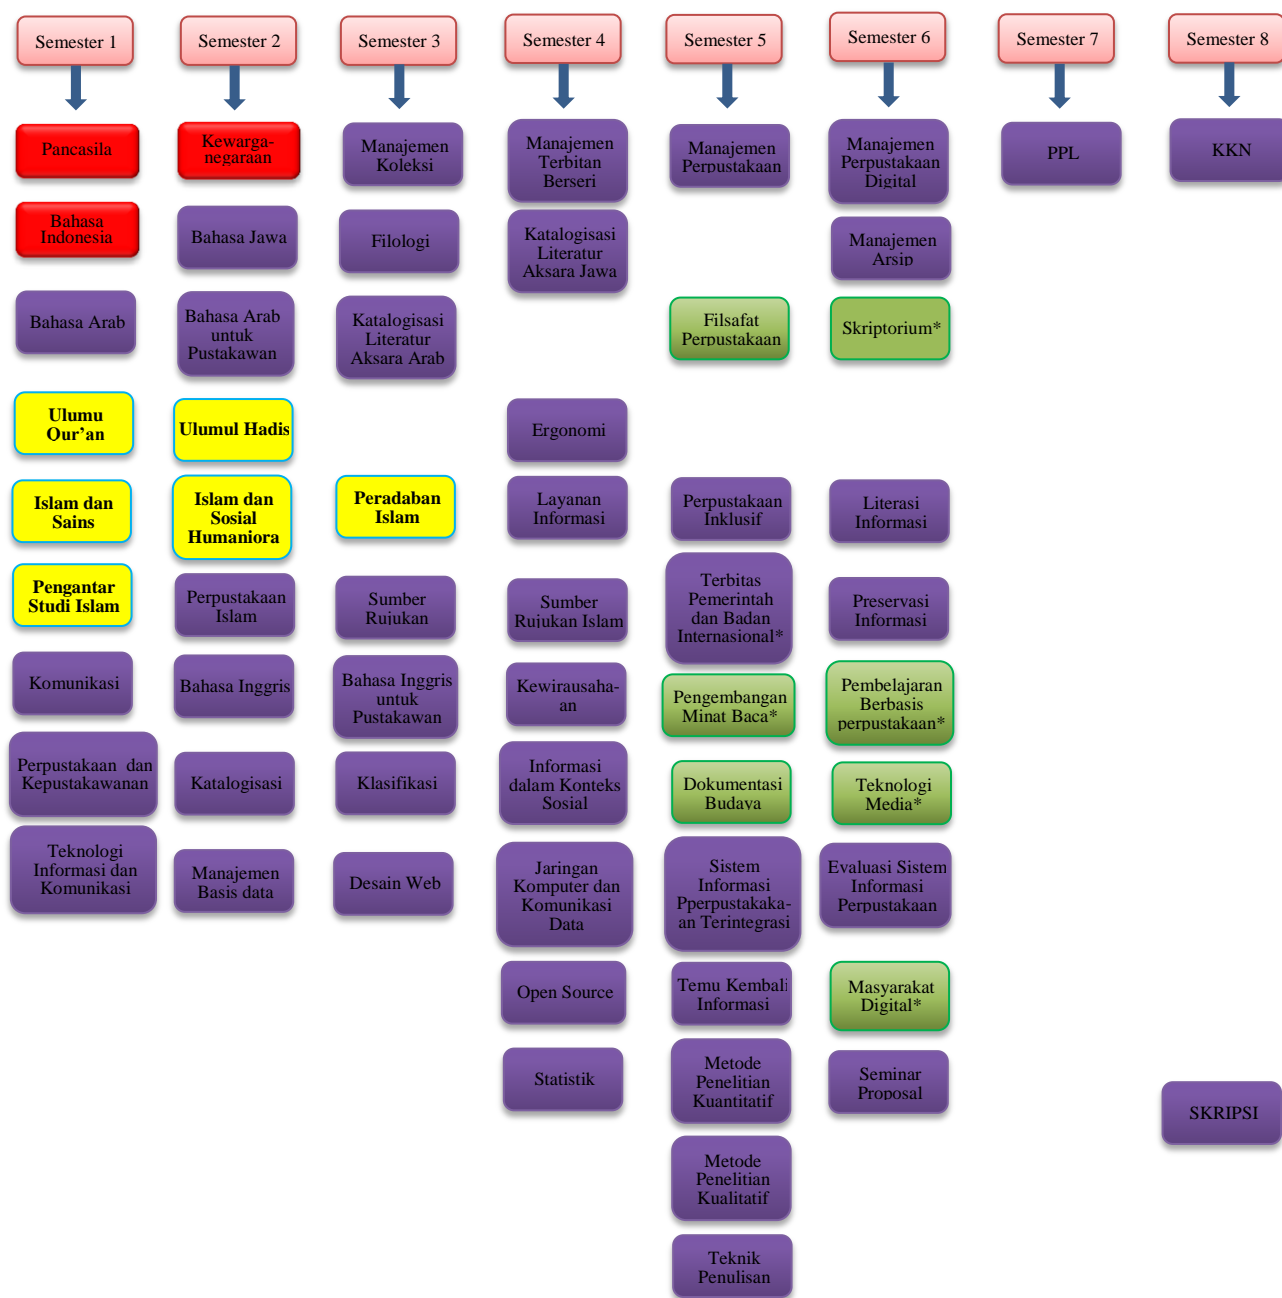 Semester 1
Semester 2
Semester 3
Semester 4
Semester 5
Semester 6
Semester 7
Semester 8
Pancasila
Bahasa
Indonesia
Bahasa Arab
Ulumu
Qur'an
Islam dan
Sains
Pengantar
Studi Islam
Komunikasi
Perpustakaan dan
Kepustakawanan
Teknologi
Informasi dan
Komunikasi
Kewarga-
negaraan
Bahasa Jawa
Bahasa Arab
untuk
Pustakawan
Ulumul Hadis
Islam dan
Sosial
Humaniora
Perpustakaan
Islam
Bahasa Inggris
Katalogisasi
Manajemen
Basis data
Manajemen
Koleksi
Filologi
Katalogisasi
Literatur
Aksara Arab
Peradaban
Islam
Sumber
Rujukan
Bahasa Inggris
untuk
Pustakawan
Klasifikasi
Desain Web
Manajemen
Terbitan
Berseri
Katalogisasi
Literatur
Aksara Jawa
Ergonomi
Layanan
Informasi
Sumber
Rujukan Islam
Kewirausaha-
an
Informasi
dalam Konteks
Sosial
Jaringan
Komputer dan
Komunikasi
Data
Open Source
Statistik
Manajemen
Perpustakaan
Filsafat
Perpustakaan
Perpustakaan
Inklusif
Terbitas
Pemerintah
dan Badan
Internasional*
Pengembangan
Minat Baca*
Dokumentasi
Budaya
Sistem
Informasi
Pperpustakaka-
an Terintegrasi
Temu Kembali
Informasi
Metode
Penelitian
Kuantitatif
Metode
Penelitian
Kualitatif
Teknik
Penulisan
Manajemen
Perpustakaan
Digital
Manajemen
Arsip
Skriptorium*
Literasi
Informasi
Preservasi
Informasi
Pembelajaran
Berbasis
perpustakaan*
Teknologi
Media*
Evaluasi Sistem
Informasi
Perpustakaan
Masyarakat
Digital*
Seminar
Proposal
PPL
KKN
SKRIPSI